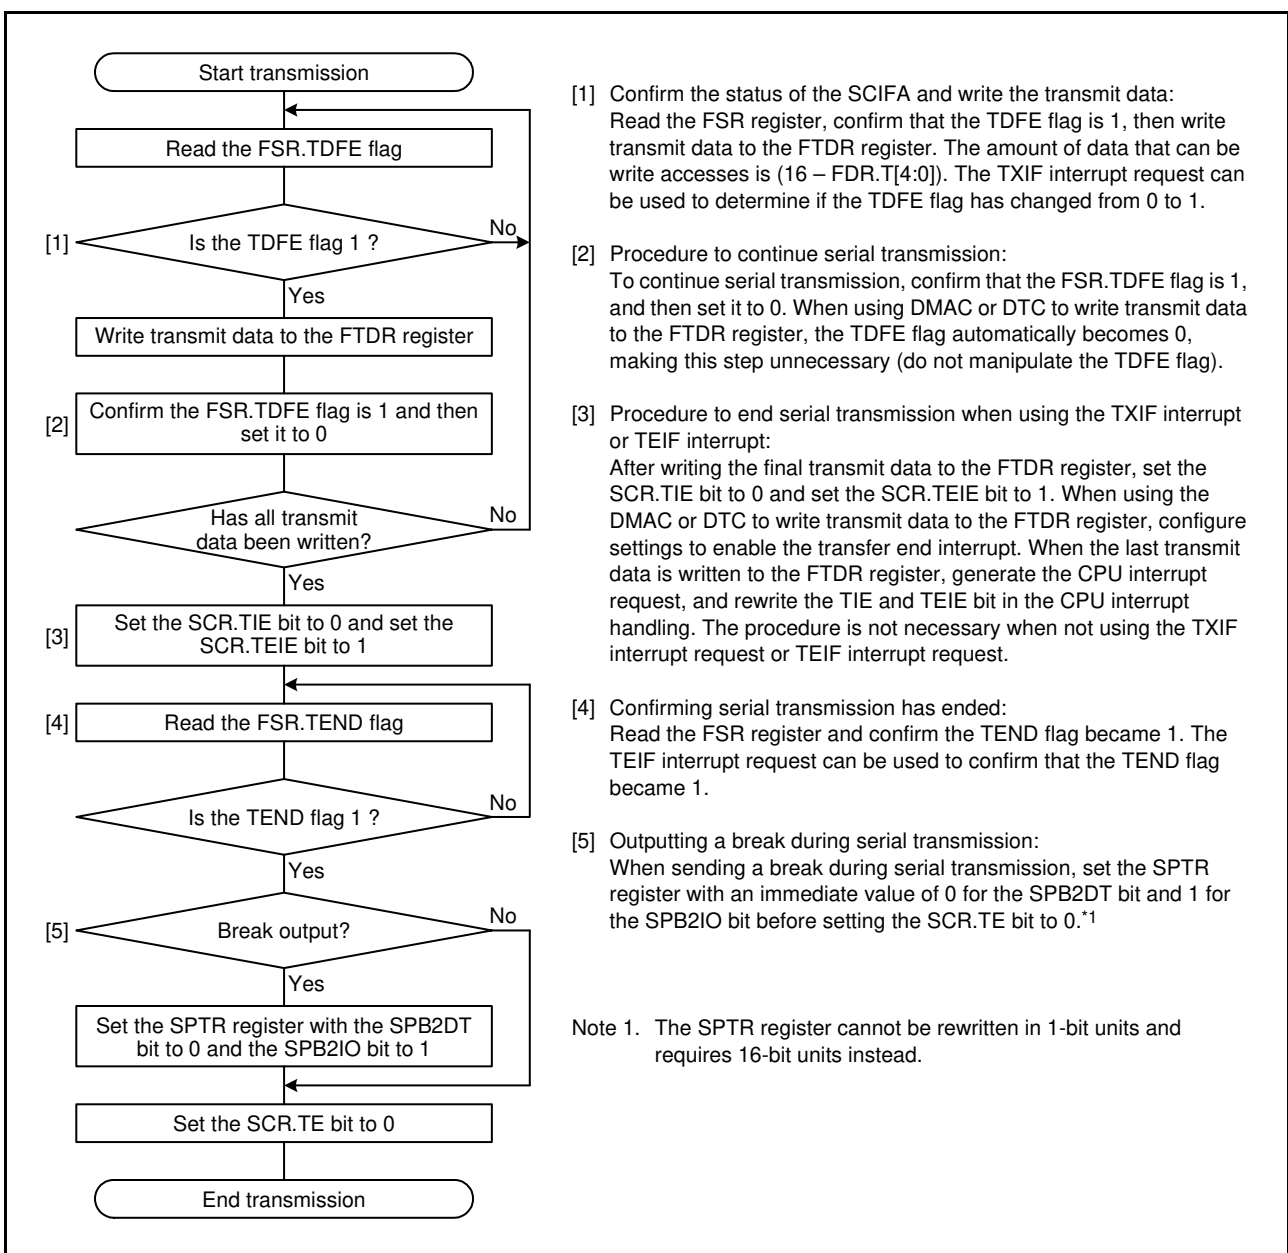 Start transmission
Read the FSR.TDFE flag
[1]
Is the TDFE flag 1 ?
No
Yes
Write transmit data to the FTDR register
[2]
Confirm the FSR.TDFE flag is 1 and then
set it to 0
Has all transmit
data been written?
No
Yes
[3]
Set the SCR.TIE bit to 0 and set the
SCR.TEIE bit to 1
[4]
Read the FSR.TEND flag
Is the TEND flag 1 ?
No
Yes
[5]
Break output?
No
Yes
Set the SPTR register with the SPB2DT
bit to 0 and the SPB2IO bit to 1
Set the SCR.TE bit to 0
End transmission
[1] Confirm the status of the SCIFA and write the transmit data:
Read the FSR register, confirm that the TDFE flag is 1, then write
transmit data to the FTDR register. The amount of data that can be
write accesses is (16 – FDR.T[4:0]). The TXIF interrupt request can
be used to determine if the TDFE flag has changed from 0 to 1.
[2] Procedure to continue serial transmission:
To continue serial transmission, confirm that the FSR.TDFE flag is 1,
and then set it to 0. When using DMAC or DTC to write transmit data
to the FTDR register, the TDFE flag automatically becomes 0,
making this step unnecessary (do not manipulate the TDFE flag).
[3] Procedure to end serial transmission when using the TXIF interrupt
or TEIF interrupt:
After writing the final transmit data to the FTDR register, set the
SCR.TIE bit to 0 and set the SCR.TEIE bit to 1. When using the
DMAC or DTC to write transmit data to the FTDR register, configure
settings to enable the transfer end interrupt. When the last transmit
data is written to the FTDR register, generate the CPU interrupt
request, and rewrite the TIE and TEIE bit in the CPU interrupt
handling. The procedure is not necessary when not using the TXIF
interrupt request or TEIF interrupt request.
[4] Confirming serial transmission has ended:
Read the FSR register and confirm the TEND flag became 1. The
TEIF interrupt request can be used to confirm that the TEND flag
became 1.
[5] Outputting a break during serial transmission:
When sending a break during serial transmission, set the SPTR
register with an immediate value of 0 for the SPB2DT bit and 1 for
the SPB2IO bit before setting the SCR.TE bit to 0.*1
Note 1. The SPTR register cannot be rewritten in 1-bit units and
requires 16-bit units instead.